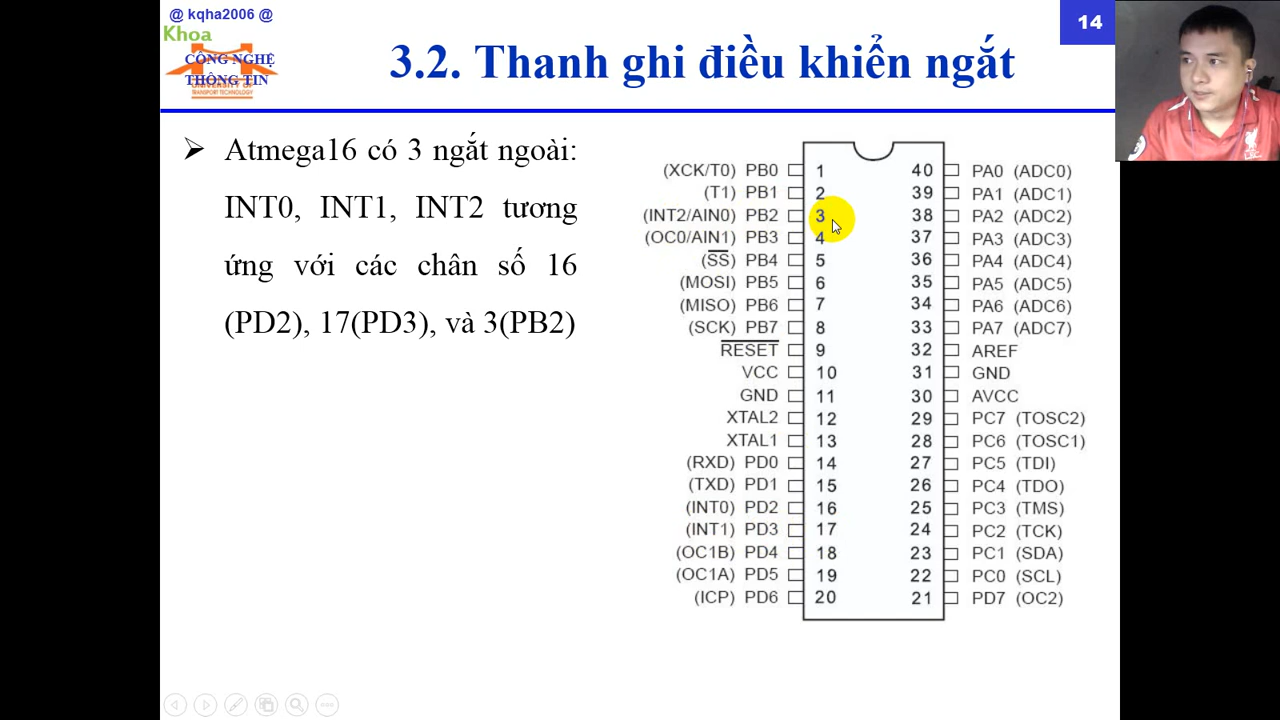 @ kqha2006 @
Khoa
CÔNG NGHỆ
THÔNG TIN
UNIVERSITY OF
TRANSPORT TECHNOLOGY
3.2. Thanh ghi điều khiển ngắt
14
➢ Atmega16 có 3 ngắt ngoài:
INT0, INT1, INT2 tương
ứng với các chân số 16
(PD2), 17(PD3), và 3(PB2)
(XCK/T0) PB0 1 40 PA0 (ADC0)
(T1) PB1 2 39 PA1 (ADC1)
(INT2/AIN0) PB2 3 38 PA2 (ADC2)
(OC0/AIN1) PB3 4 37 PA3 (ADC3)
(SS) PB4 5 36 PA4 (ADC4)
(MOSI) PB5 6 35 PA5 (ADC5)
(MISO) PB6 7 34 PA6 (ADC6)
(SCK) PB7 8 33 PA7 (ADC7)
RESET 9 32 AREF
VCC 10 31 GND
GND 11 30 AVCC
XTAL2 12 29 PC7 (TOSC2)
XTAL1 13 28 PC6 (TOSC1)
(RXD) PD0 14 27 PC5 (TDI)
(TXD) PD1 15 26 PC4 (TDO)
(INT0) PD2 16 25 PC3 (TMS)
(INT1) PD3 17 24 PC2 (TCK)
(OC1B) PD4 18 23 PC1 (SDA)
(OC1A) PD5 19 22 PC0 (SCL)
(ICP) PD6 20 21 PD7 (OC2)